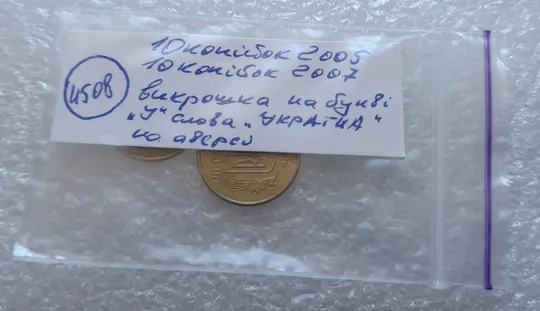 10 копійок 2005
10 копійок 2007
4508
викрошка на букві
„У“ слова „УКРАЇНА“
на аверсі